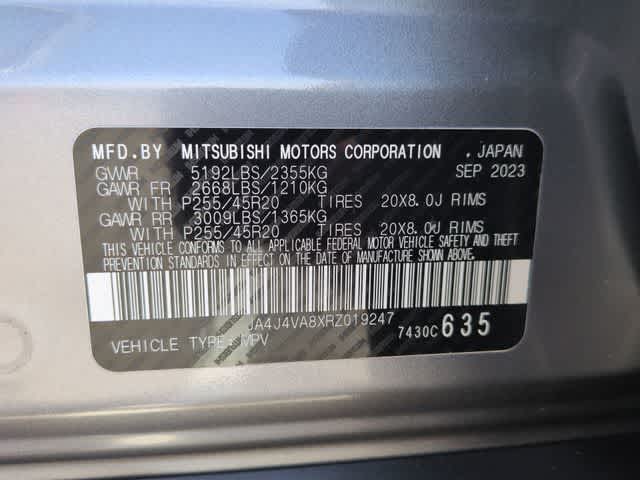 MFD.BY MITSUBISHI MOTORS CORPORATION , JAPAN
GVWR 5192LBS/2355KG SEP 2023
GAWR FR 2668LBS/1210KG
WITH P255/45R20 TIRES 20X8.0J RIMS
GAWR RR 3009LBS/1365KG
WITH P255/45R20 TIRES 20X8.0J RIMS
THIS VEHICLE CONFORMS TO ALL APPLICABLE FEDERAL MOTOR VEHICLE SAFETY AND THEFT
PREVENTION STANDARDS IN EFFECT ON THE DATE OF MANUFACTURE SHOWN ABOVE.
JA4J4VA8XRZ019247
7430C 635
VEHICLE TYPE: MPV